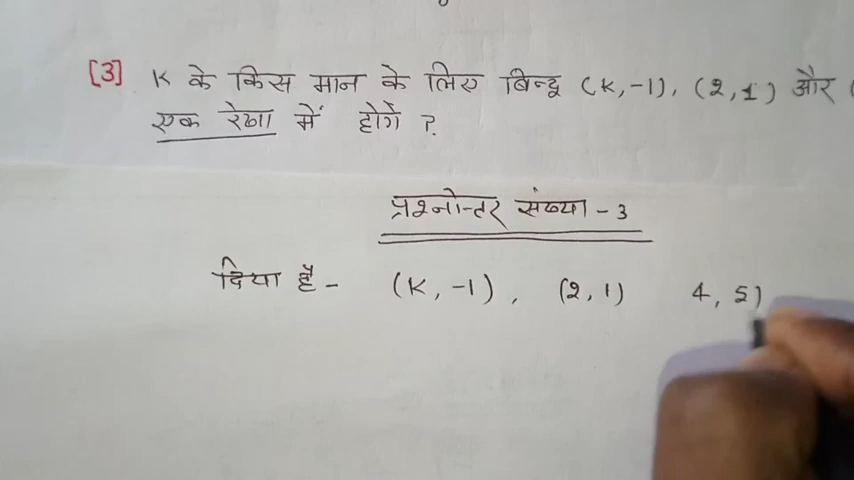 [3] K के किस मान के लिए बिन्दू (K,-1), (2,1) और (
एक रेखा में होगें ?
प्रश्नोत्तर संख्या - 3
दिया है - (K, -1) , (2, 1) 4, 5)